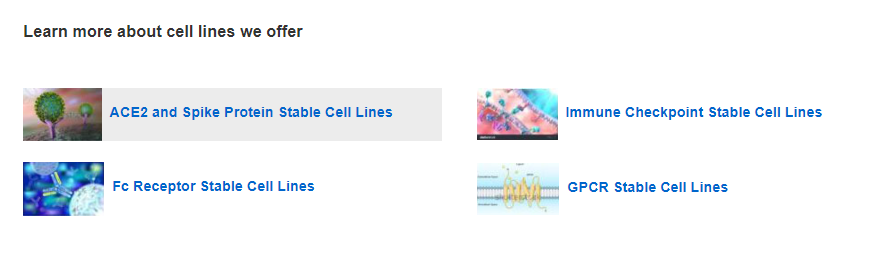 Learn more about cell lines we offer
ACE2 and Spike Protein Stable Cell Lines
Immune Checkpoint Stable Cell Lines
Fc Receptor Stable Cell Lines
GPCR Stable Cell Lines